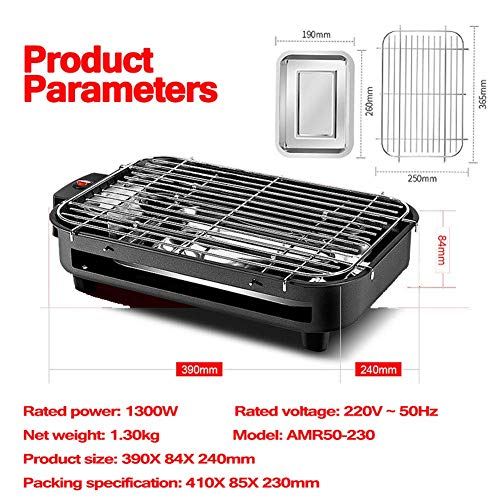 Product
Parameters
190mm
260mm
365mm
250mm
84mm
390mm
240mm
Rated power: 1300W
Rated voltage: 220V ~ 50Hz
Net weight: 1.30kg
Model: AMR50-230
Product size: 390X 84X 240mm
Packing specification: 410X 85X 230mm